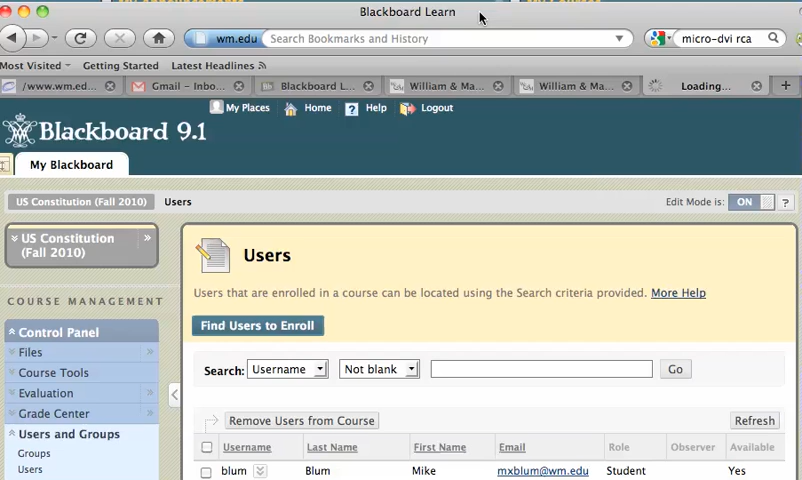 Blackboard Learn
wm.edu Search Bookmarks and History micro-dvi rca
Most Visited Getting Started Latest Headlines
/www.wm.ed... Gmail – Inbo... Blackboard L... William & Ma... William & Ma... Loading...
My Places Home Help Logout
Blackboard 9.1
My Blackboard
US Constitution (Fall 2010) Users Edit Mode is: ON ?
US Constitution
(Fall 2010)
Users
Users that are enrolled in a course can be located using the Search criteria provided. More Help
COURSE MANAGEMENT
Find Users to Enroll
Control Panel
Files
Search: Username Not blank Go
Course Tools
Evaluation
Grade Center
Remove Users from Course Refresh
Users and Groups
Username Last Name First Name Email Role Observer Available
Groups
Users
blum Blum Mike mxblum@wm.edu Student Yes